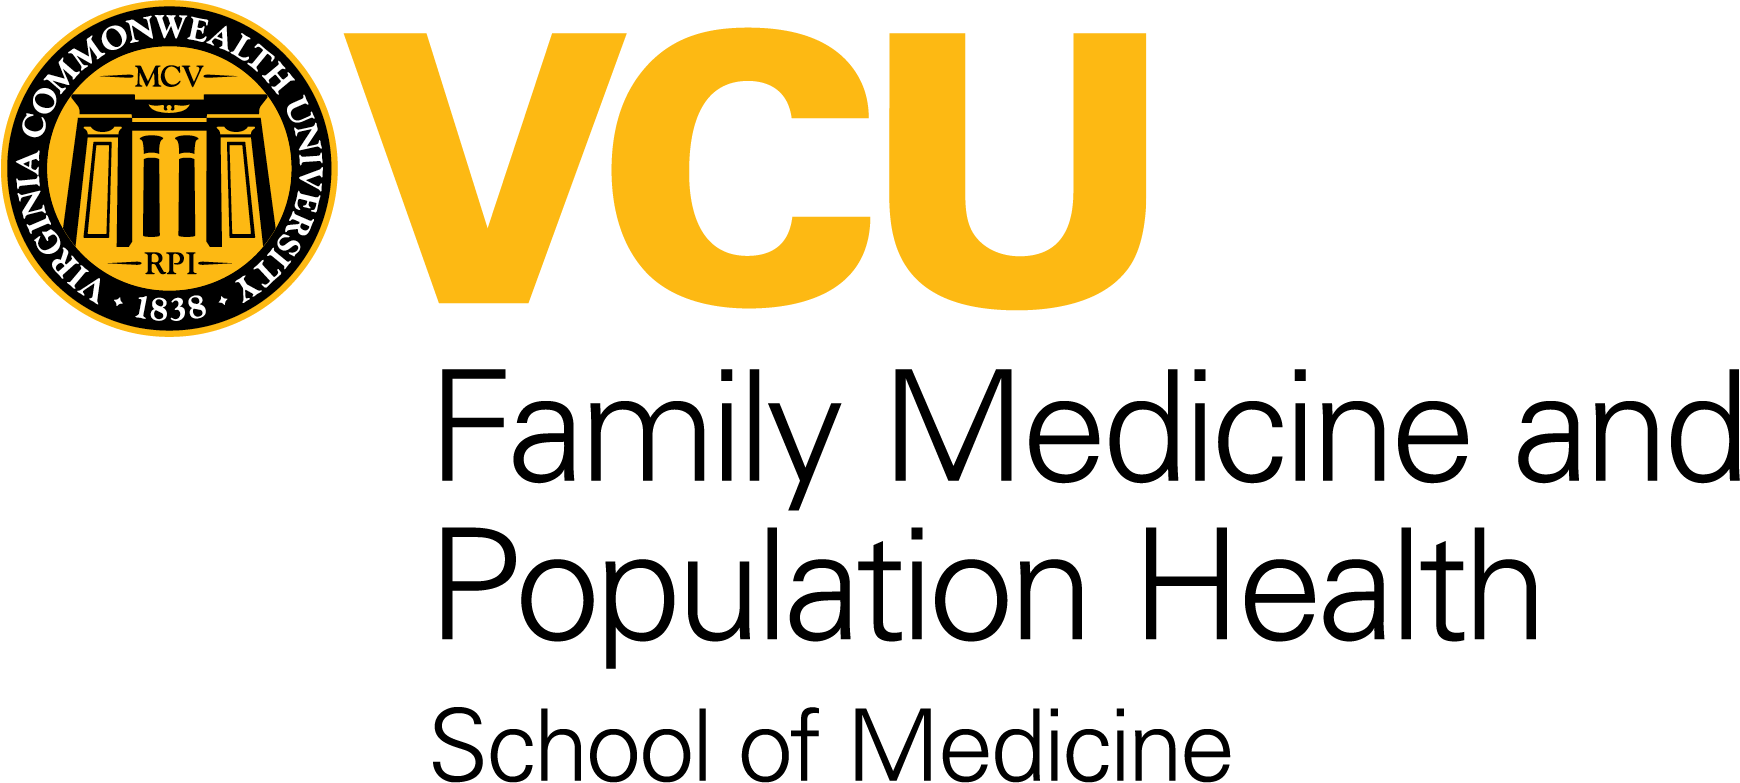 VIRGINIA COMMONWEALTH UNIVERSITY
MCV
RPI
1838
VCU
Family Medicine and
Population Health
School of Medicine